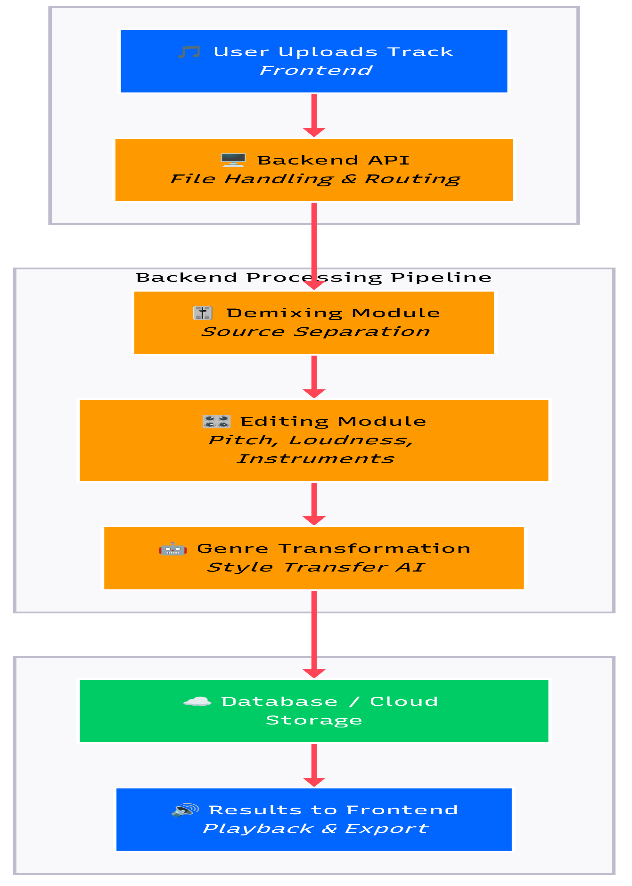 🎵 User Uploads Track
Frontend
🖥️ Backend API
File Handling & Routing
Backend Processing Pipeline
🎚️ Demixing Module
Source Separation
🎛️ Editing Module
Pitch, Loudness,
Instruments
🤖 Genre Transformation
Style Transfer AI
☁️ Database / Cloud
Storage
🔊 Results to Frontend
Playback & Export